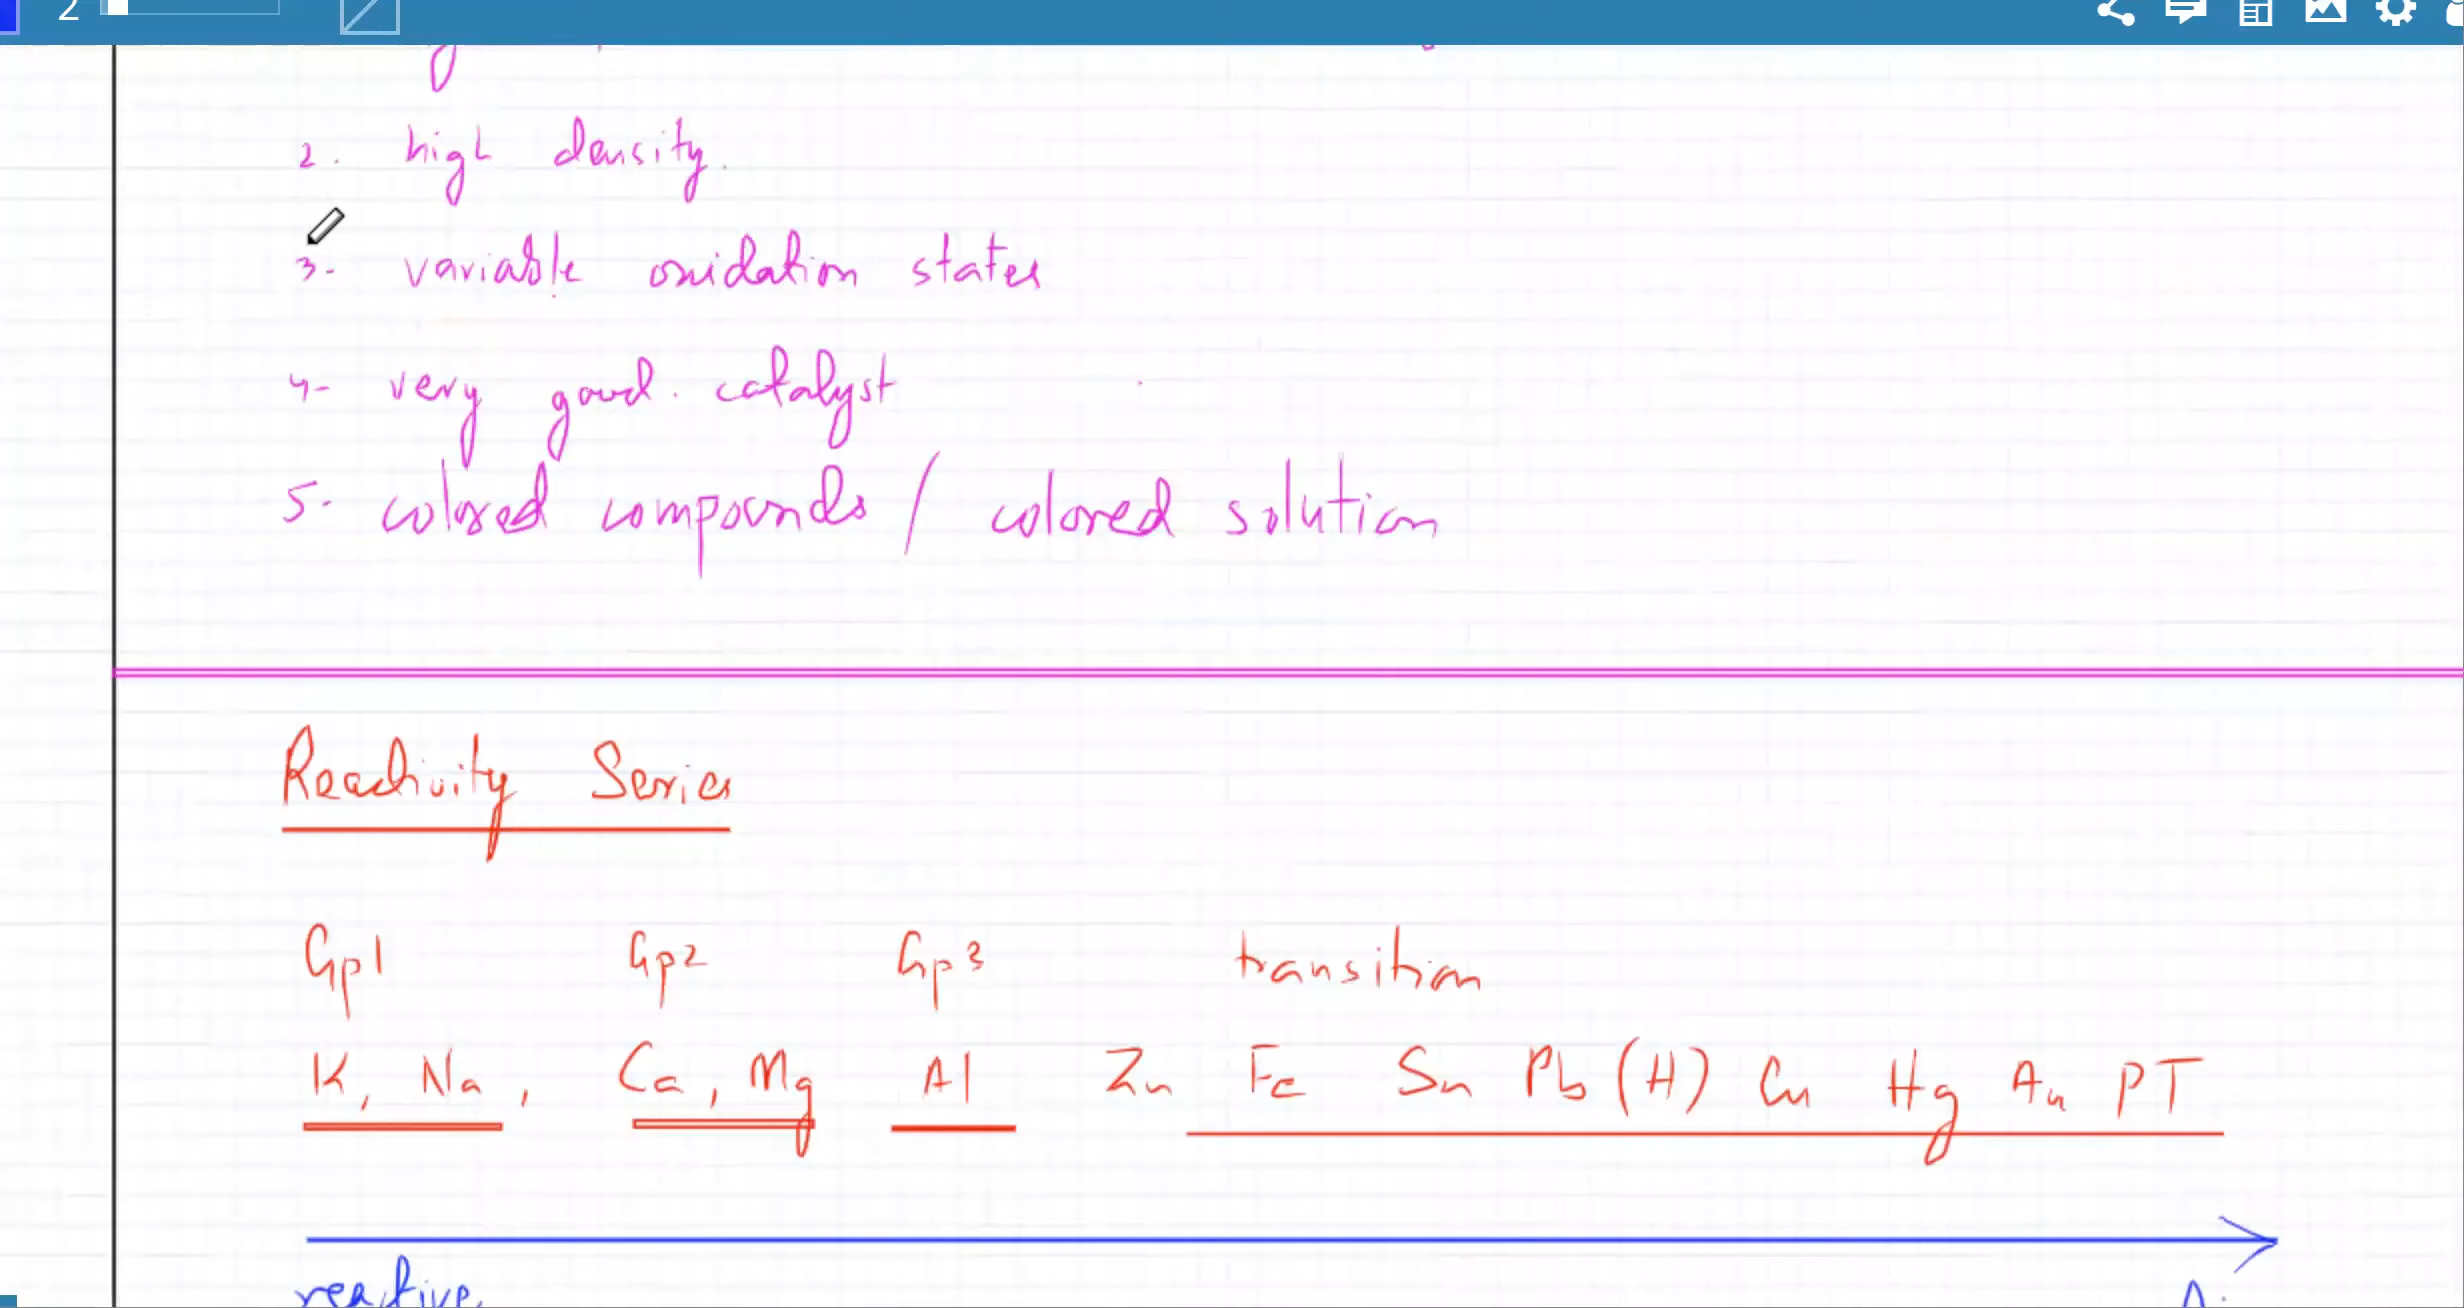 2
2. high density.
3- variable oxidation states
4- very good. catalyst
5- colored compounds / colored solution
Reactivity Series
Gp1 Gp2 Gp3 transition
K, Na, Ca, Mg Al Zn Fe Sn Pb (H) Cu Hg Au PT
reactive